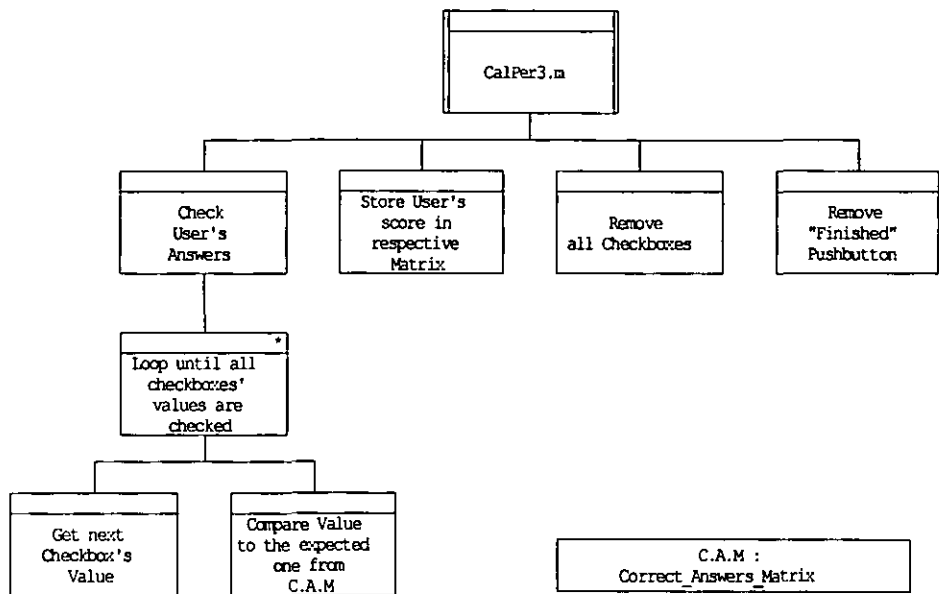 CalPer3.m
Check
User's
Answers
Store User's
score in
respective
Matrix
Remove
all Checkboxes
Remove
"Finished"
Pushbutton
*
Loop until all
checkboxes'
values are
checked
Get next
Checkbox's
Value
Compare Value
to the expected
one from
C.A.M
C.A.M :
Correct_Answers_Matrix